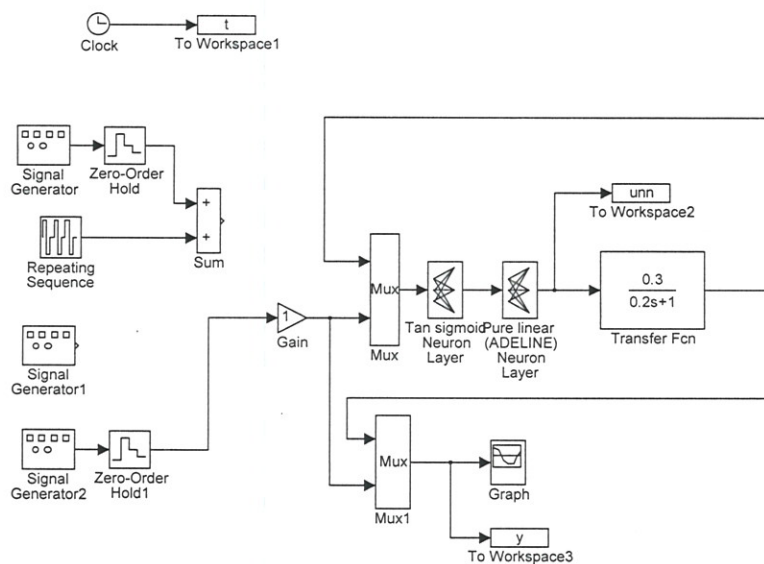 t
Clock
To Workspace1
Signal
Generator
Zero-Order
Hold
+
+
Sum
Repeating
Sequence
unn
To Workspace2
Mux
Mux
Tan sigmoid
Neuron
Layer
Pure linear
(ADELINE)
Neuron
Layer
0.3
0.2s+1
Transfer Fcn
1
Gain
Signal
Generator1
Signal
Generator2
Zero-Order
Hold1
Mux
Mux1
Graph
y
To Workspace3